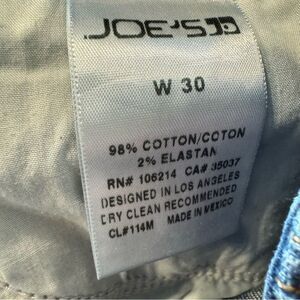 JOE'S JD
W 30
98% COTTON/COTON
2% ELASTAN
RN# 106214 CA# 35037
DESIGNED IN LOS ANGELES
DRY CLEAN RECOMMENDED
CL#114M MADE IN MEXICO